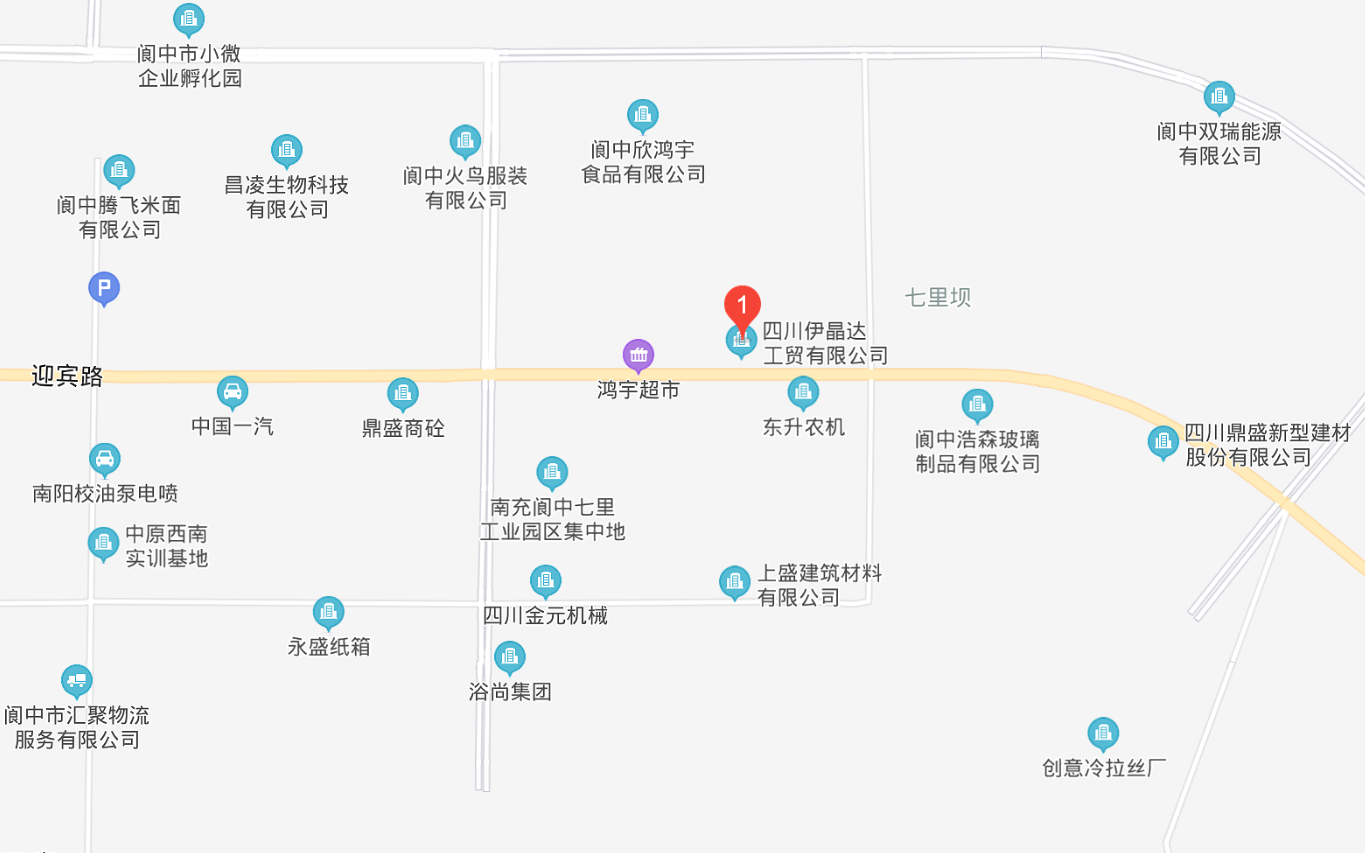 阆中市小微
企业孵化园
阆中双瑞能源
有限公司
阆中欣鸿宇
食品有限公司
阆中火鸟服装
有限公司
昌凌生物科技
有限公司
阆中腾飞米面
有限公司
P
七里坝
1
四川伊晶达
工贸有限公司
迎宾路
鸿宇超市
中国一汽
鼎盛商砼
东升农机
阆中浩森玻璃
制品有限公司
四川鼎盛新型建材
股份有限公司
南阳校油泵电喷
南充阆中七里
工业园区集中地
中原西南
实训基地
上盛建筑材料
有限公司
四川金元机械
永盛纸箱
浴尚集团
阆中市汇聚物流
服务有限公司
创意冷拉丝厂